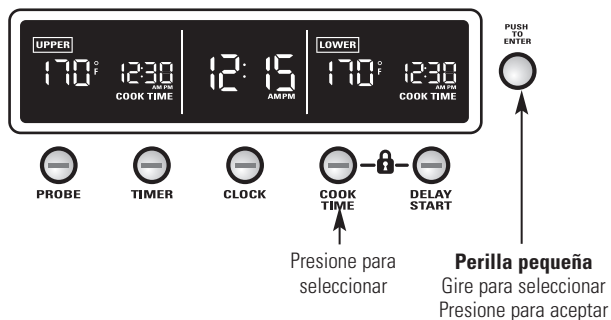 PUSH
TO
ENTER
UPPER
170°F 12:30
AM PM
COOK TIME
12:15
AM PM
LOWER
170°F 12:30
AM PM
COOK TIME
PROBE
TIMER
CLOCK
COOK
TIME
DELAY
START
Presione para
seleccionar
Perilla pequeña
Gire para seleccionar
Presione para aceptar